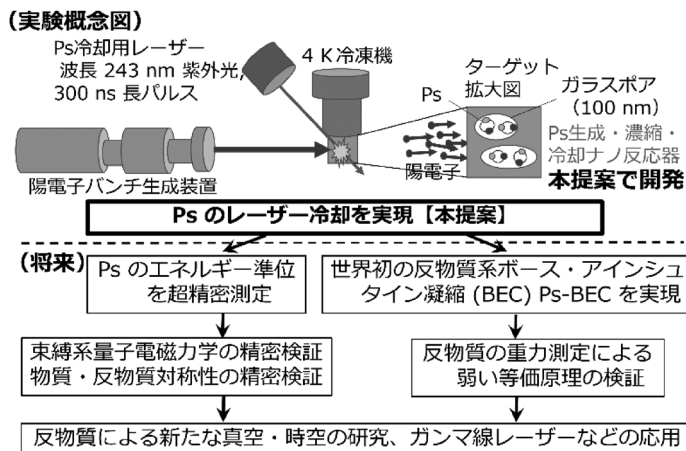 (実験概念図)
Ps冷却用レーザー
波長 243 nm 紫外光,
300 ns 長パルス
4 K 冷凍機
ターゲット
拡大図
Ps
ガラスポア
(100 nm)
Ps生成・濃縮・
冷却ナノ反応器
本提案で開発
陽電子
陽電子バンチ生成装置
Ps のレーザー冷却を実現【本提案】
(将来)
Ps のエネルギー準位
を超精密測定
世界初の反物質系ボース・アインシュ
タイン凝縮 (BEC) Ps-BEC を実現
束縛系量子電磁力学の精密検証
物質・反物質対称性の精密検証
反物質の重力測定による
弱い等価原理の検証
反物質による新たな真空・時空の研究、ガンマ線レーザーなどの応用